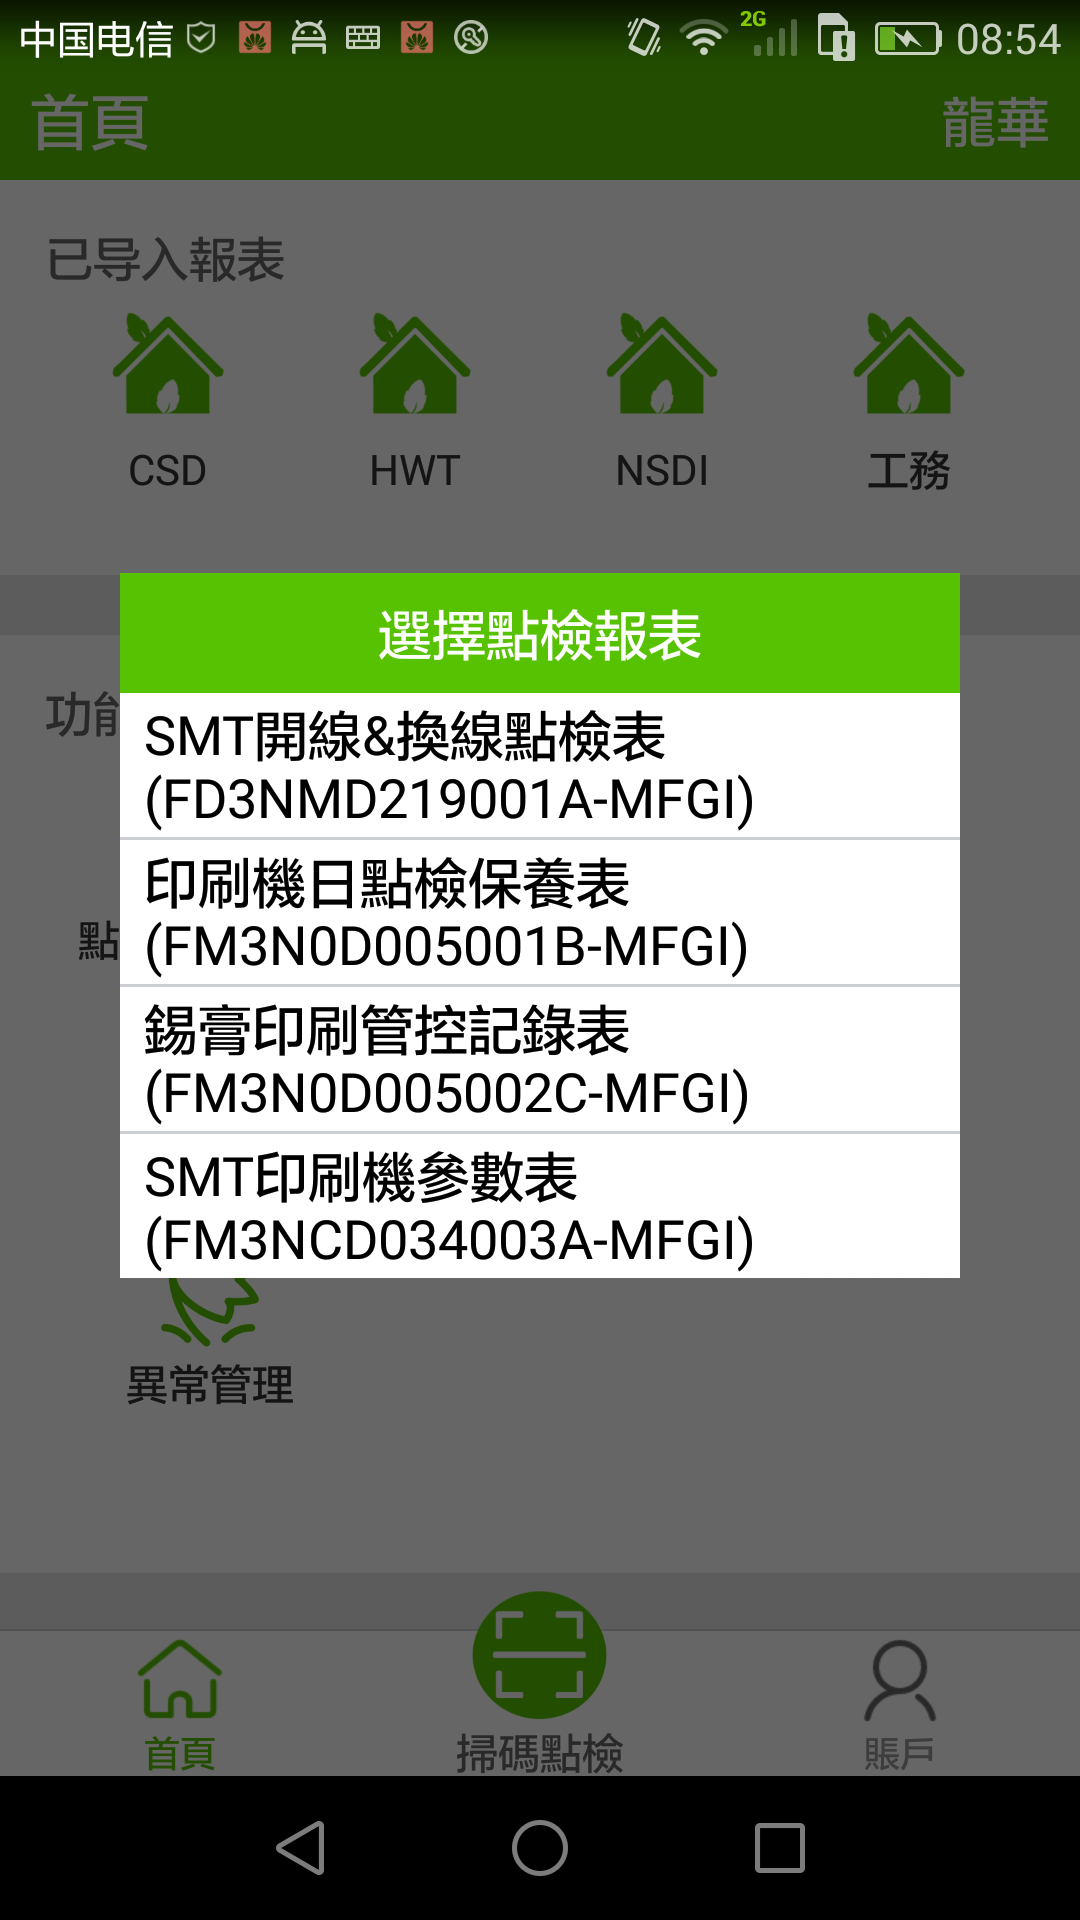 中国电信 2G 08:54
首頁 龍華
已导入報表
CSD HWT NSDI 工務
選擇點檢報表
功能
SMT開線&換線點檢表
(FD3NMD219001A-MFGI)
印刷機日點檢保養表
點
(FM3N0D005001B-MFGI)
錫膏印刷管控記錄表
(FM3N0D005002C-MFGI)
SMT印刷機參數表
(FM3NCD034003A-MFGI)
異常管理
首頁 掃碼點檢 賬戶